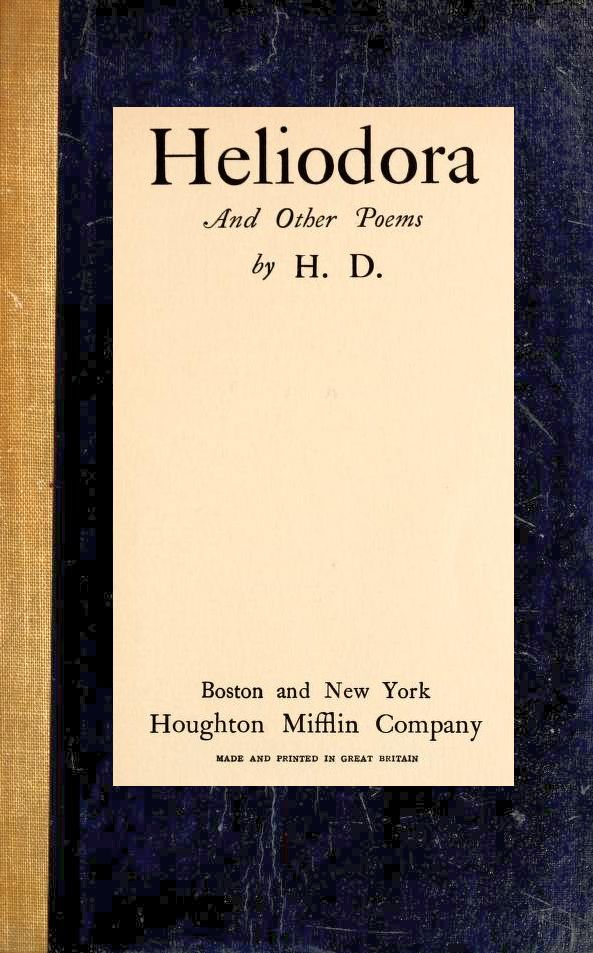 Heliodora
And Other Poems
by H. D.
Boston and New York
Houghton Mifflin Company
MADE AND PRINTED IN GREAT BRITAIN